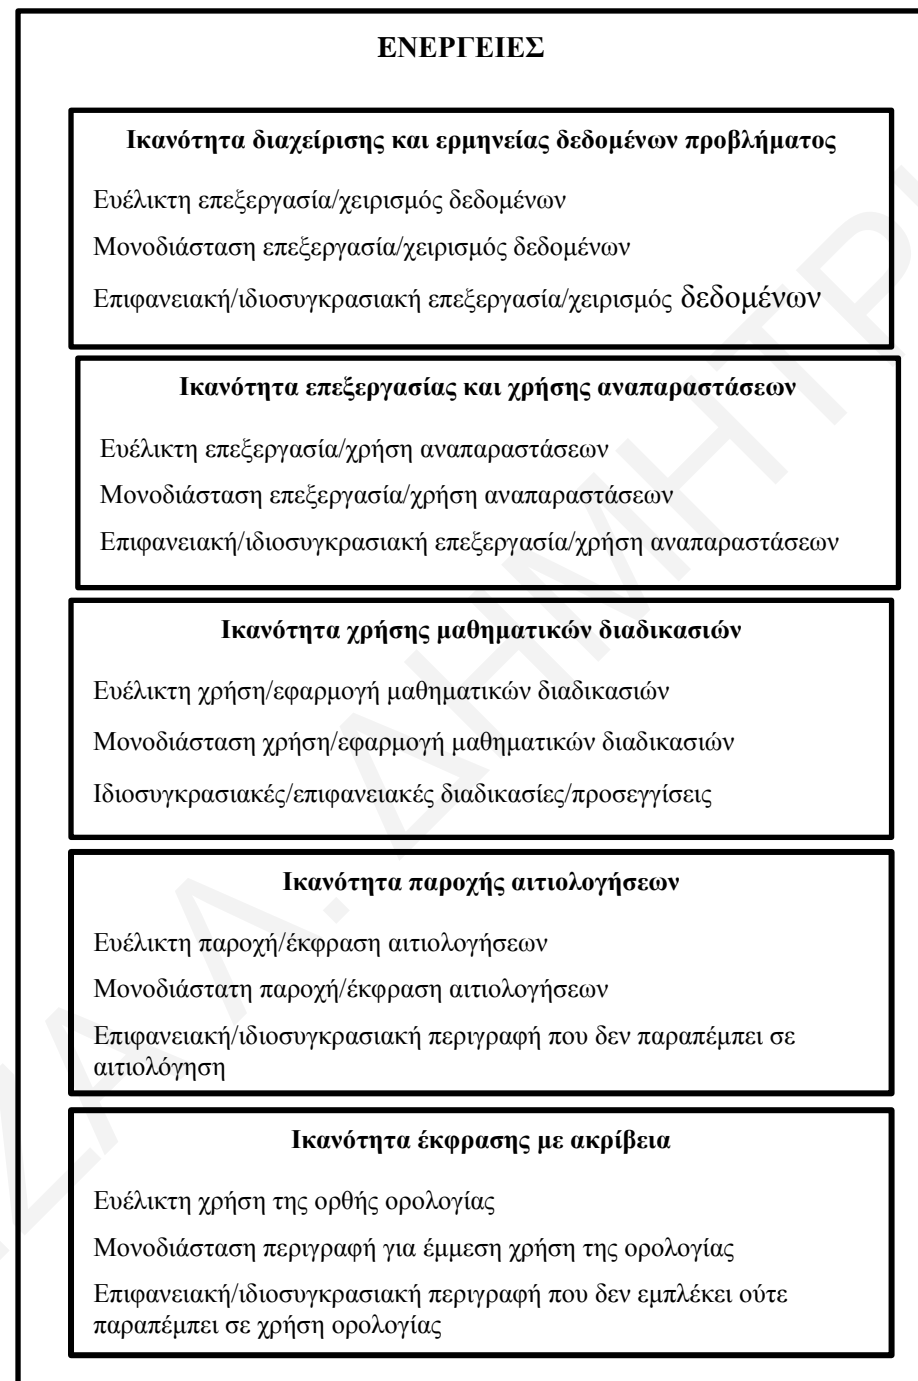 ΕΝΕΡΓΕΙΕΣ
Ικανότητα διαχείρισης και ερμηνείας δεδομένων προβλήματος
Ευέλικτη επεξεργασία/χειρισμός δεδομένων
Μονοδιάσταση επεξεργασία/χειρισμός δεδομένων
Επιφανειακή/ιδιοσυγκρασιακή επεξεργασία/χειρισμός δεδομένων
Ικανότητα επεξεργασίας και χρήσης αναπαραστάσεων
Ευέλικτη επεξεργασία/χρήση αναπαραστάσεων
Μονοδιάσταση επεξεργασία/χρήση αναπαραστάσεων
Επιφανειακή/ιδιοσυγκρασιακή επεξεργασία/χρήση αναπαραστάσεων
Ικανότητα χρήσης μαθηματικών διαδικασιών
Ευέλικτη χρήση/εφαρμογή μαθηματικών διαδικασιών
Μονοδιάσταση χρήση/εφαρμογή μαθηματικών διαδικασιών
Ιδιοσυγκρασιακές/επιφανειακές διαδικασίες/προσεγγίσεις
Ικανότητα παροχής αιτιολογήσεων
Ευέλικτη παροχή/έκφραση αιτιολογήσεων
Μονοδιάστατη παροχή/έκφραση αιτιολογήσεων
Επιφανειακή/ιδιοσυγκρασιακή περιγραφή που δεν παραπέμπει σε
αιτιολόγηση
Ικανότητα έκφρασης με ακρίβεια
Ευέλικτη χρήση της ορθής ορολογίας
Μονοδιάσταση περιγραφή για έμμεση χρήση της ορολογίας
Επιφανειακή/ιδιοσυγκρασιακή περιγραφή που δεν εμπλέκει ούτε
παραπέμπει σε χρήση ορολογίας